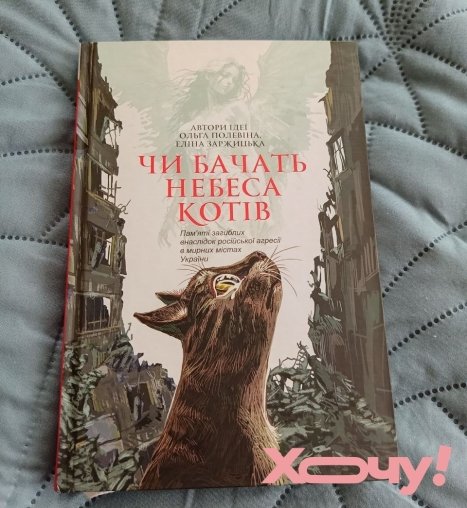 АВТОРИ ІДЕЇ
ОЛЬГА ПОЛЕВІНА,
ЕЛІНА ЗАРЖИЦЬКА
ЧИ БАЧАТЬ
НЕБЕСА
КОТІВ
Пам'яті загиблих
внаслідок російської агресії
в мирних містах
України
Хочу!